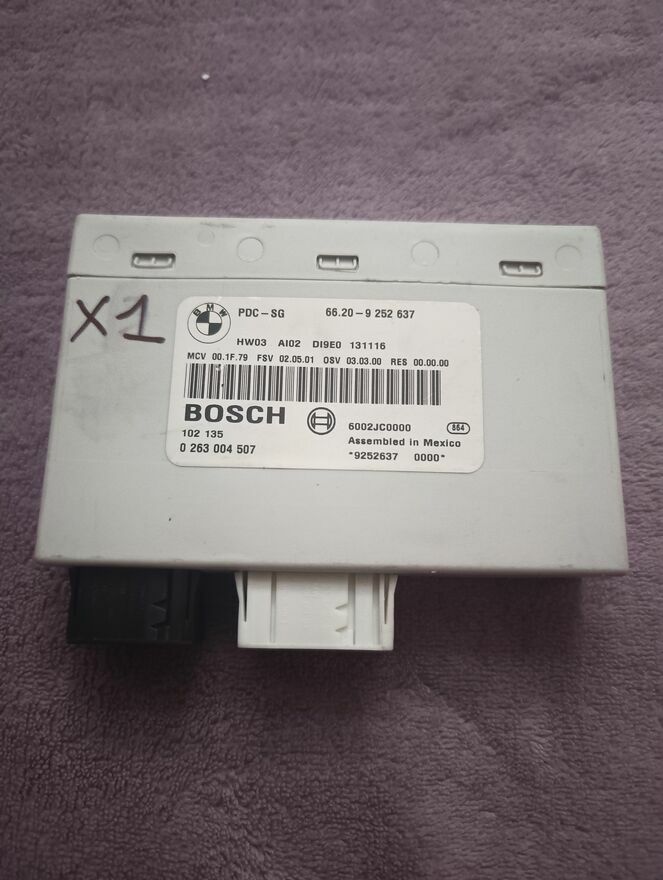 X1
BMW
PDC-SG 66.20-9 252 637
HW03 AI02 DI9E0 131116
MCV 00.1F.79 FSV 02.05.01 OSV 03.03.00 RES 00.00.00
BOSCH 6002JC0000 864
102 135 Assembled in Mexico
0 263 004 507 *9252637 0000*